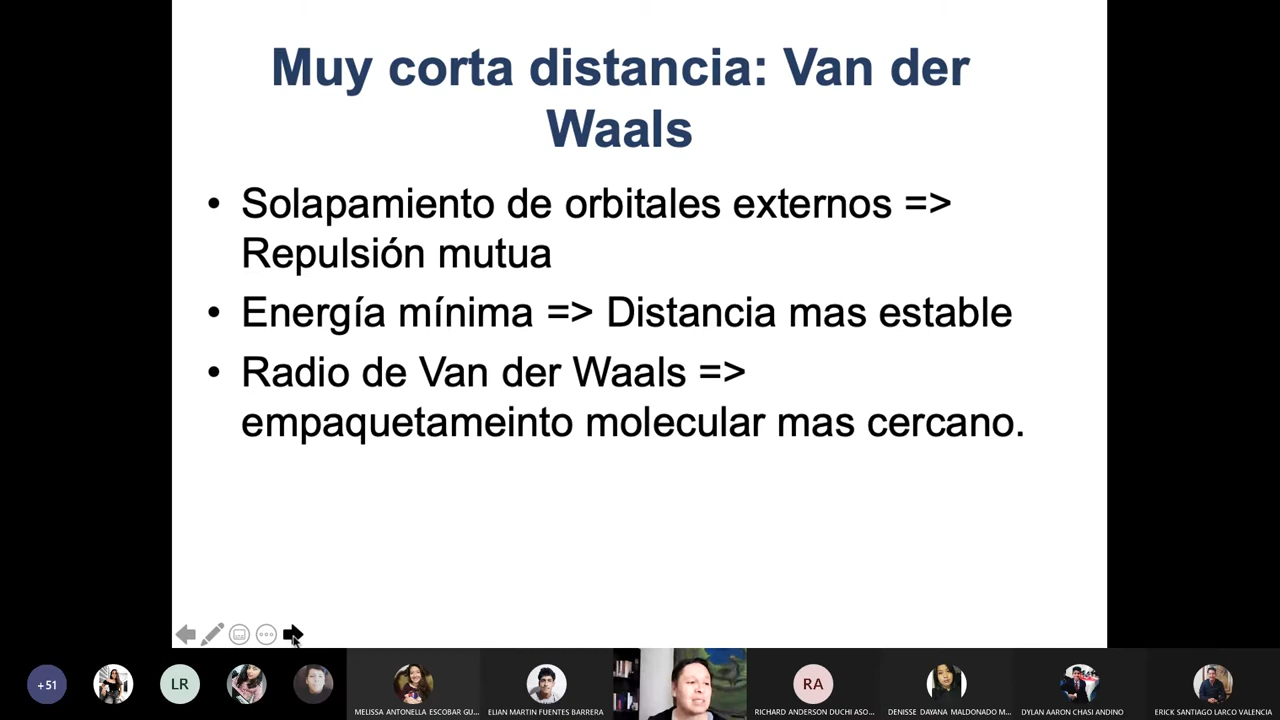 Muy corta distancia: Van der
Waals
• Solapamiento de orbitales externos =>
Repulsión mutua
• Energía mínima => Distancia mas estable
• Radio de Van der Waals =>
empaquetameinto molecular mas cercano.
+51
LR
MELISSA ANTONELLA ESCOBAR GU...
ELIAN MARTIN FUENTES BARRERA
RA
RICHARD ANDERSON DUCHI ASO...
DENISSE DAYANA MALDONADO M...
DYLAN AARON CHASI ANDINO
ERICK SANTIAGO LARCO VALENCIA